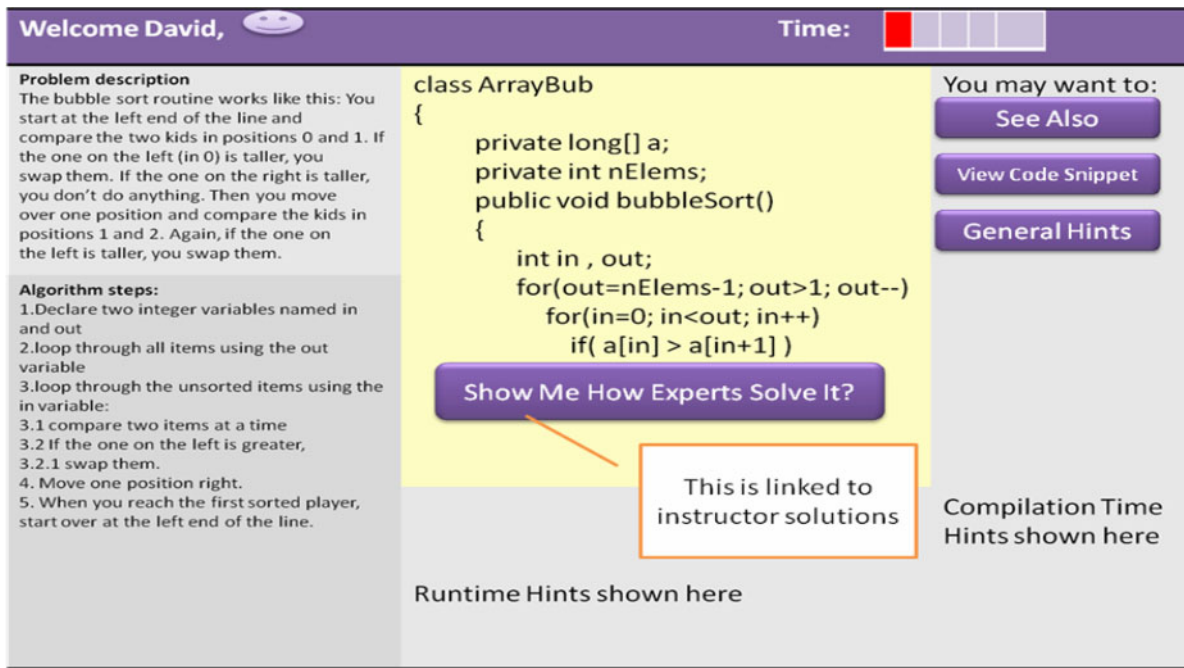 Welcome David,
Time:
Problem description
The bubble sort routine works like this: You
start at the left end of the line and
compare the two kids in positions 0 and 1. If
the one on the left (in 0) is taller, you
swap them. If the one on the right is taller,
you don't do anything. Then you move
over one position and compare the kids in
positions 1 and 2. Again, if the one on
the left is taller, you swap them.
Algorithm steps:
1.Declare two integer variables named in
and out
2.loop through all items using the out
variable
3.loop through the unsorted items using the
in variable:
3.1 compare two items at a time
3.2 If the one on the left is greater,
3.2.1 swap them.
4. Move one position right.
5. When you reach the first sorted player,
start over at the left end of the line.
class ArrayBub
{
private long[] a;
private int nElems;
public void bubbleSort()
{
int in , out;
for(out=nElems-1; out>1; out--)
for(in=0; in<out; in++)
if( a[in] > a[in+1] )
Show Me How Experts Solve It?
This is linked to
instructor solutions
Runtime Hints shown here
You may want to:
See Also
View Code Snippet
General Hints
Compilation Time
Hints shown here